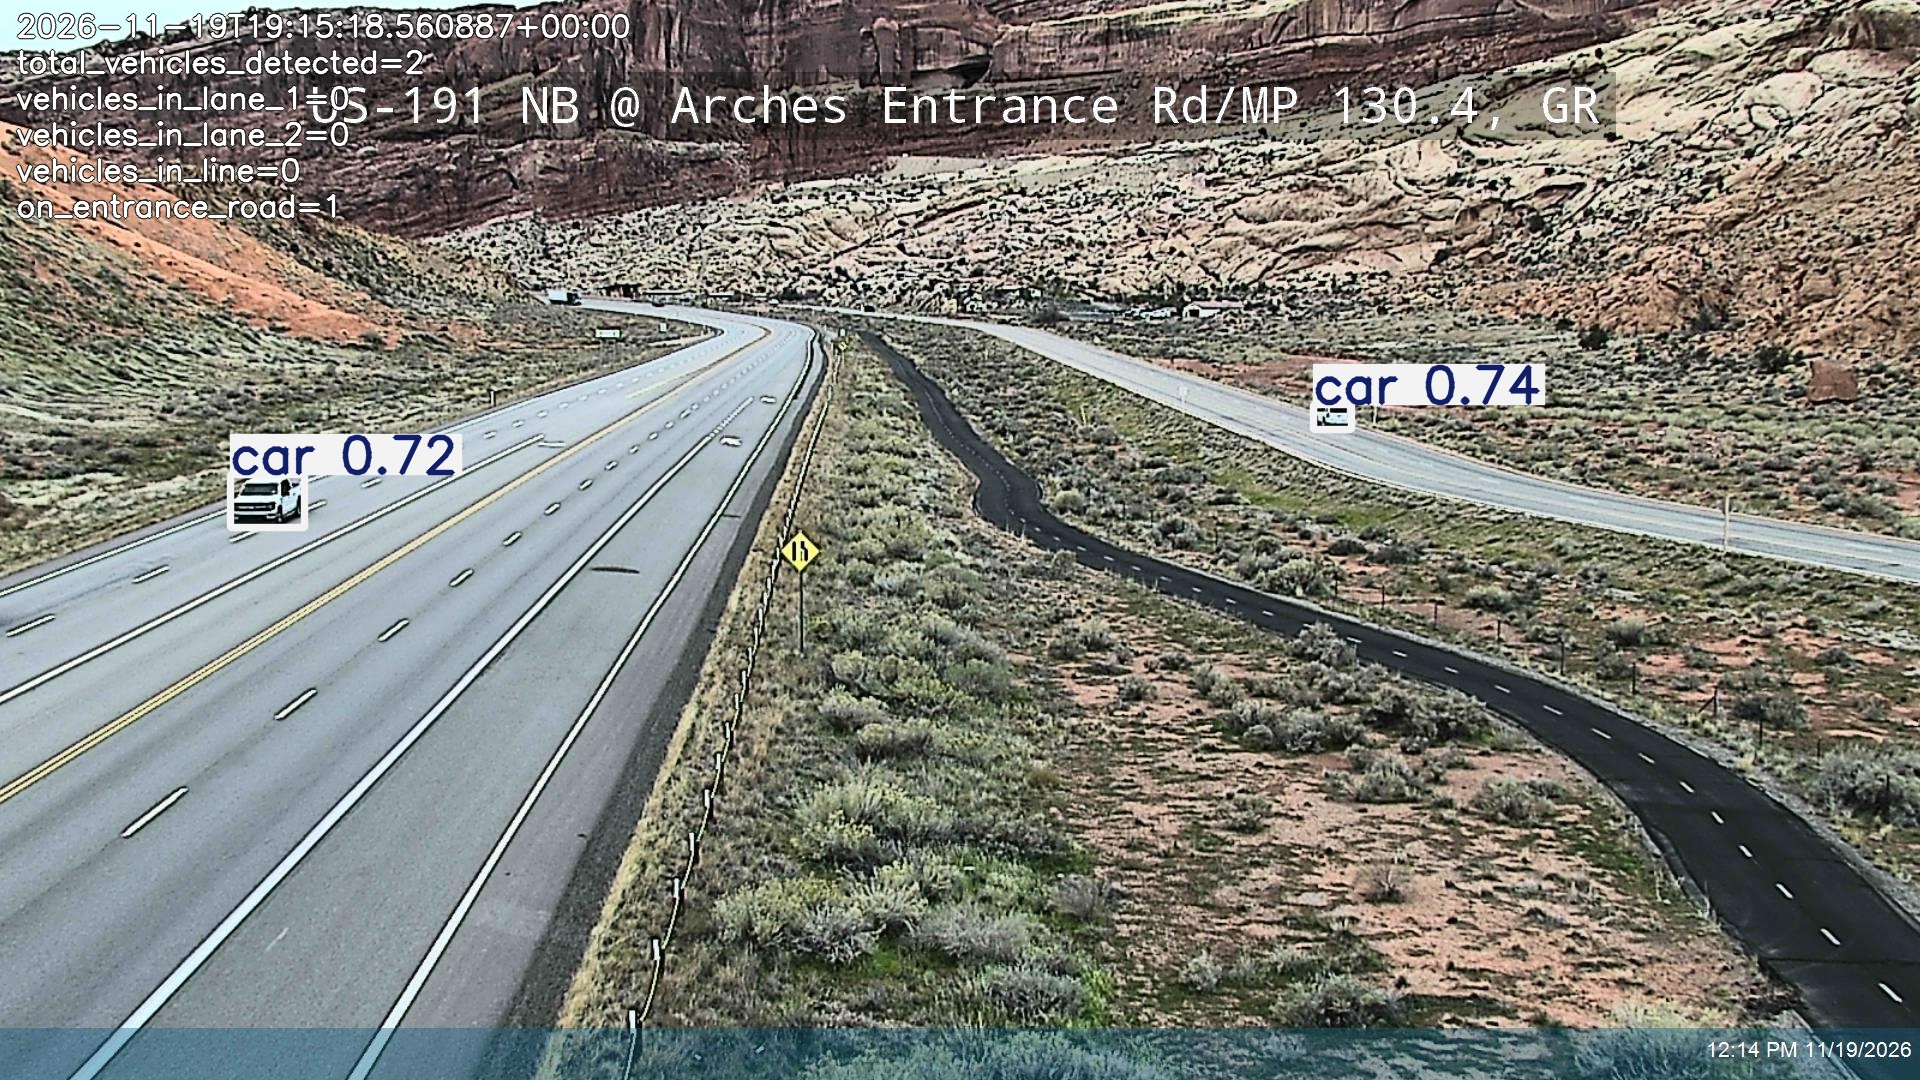 2026-11-19T19:15:18.560887+00:00
total_vehicles_detected=2
vehicles_in_lane_1=0
US-191 NB @ Arches Entrance Rd/MP 130.4, GR
vehicles_in_lane_2=0
vehicles_in_line=0
on_entrance_road=1
car 0.74
car 0.72
12:14 PM 11/19/2026